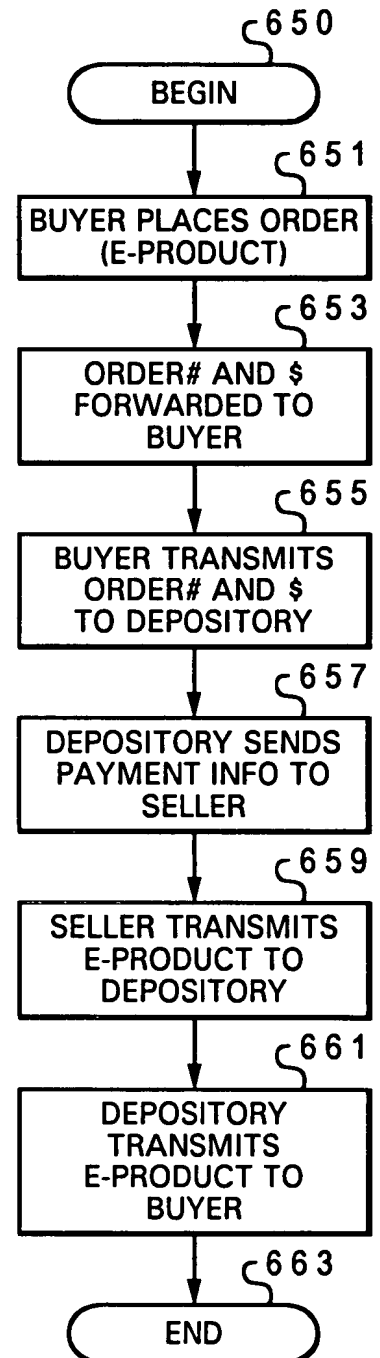 650
BEGIN
651
BUYER PLACES ORDER
(E-PRODUCT)
653
ORDER# AND $
FORWARDED TO
BUYER
655
BUYER TRANSMITS
ORDER# AND $
TO DEPOSITORY
657
DEPOSITORY SENDS
PAYMENT INFO TO
SELLER
659
SELLER TRANSMITS
E-PRODUCT TO
DEPOSITORY
661
DEPOSITORY
TRANSMITS
E-PRODUCT TO
BUYER
663
END